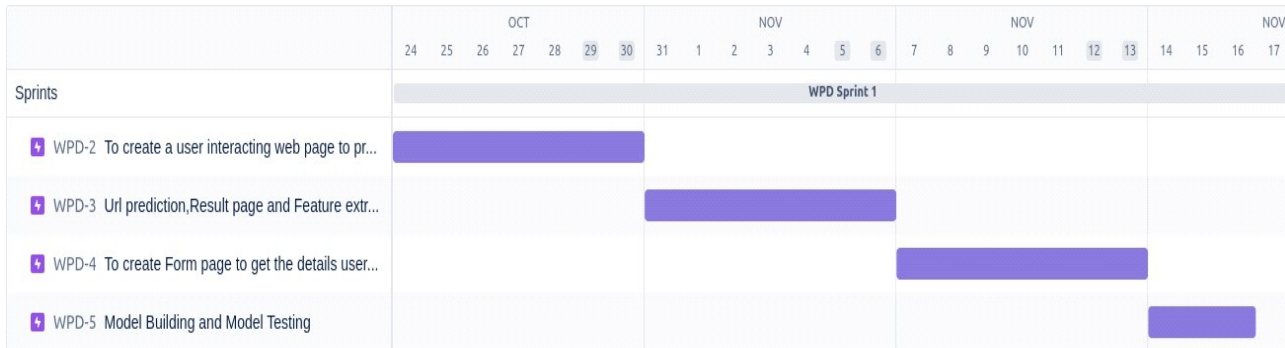 OCT NOV NOV NOV
24 25 26 27 28 29 30 31 1 2 3 4 5 6 7 8 9 10 11 12 13 14 15 16 17
Sprints WPD Sprint 1
WPD-2 To create a user interacting web page to pr...
WPD-3 Url prediction,Result page and Feature extr...
WPD-4 To create Form page to get the details user...
WPD-5 Model Building and Model Testing